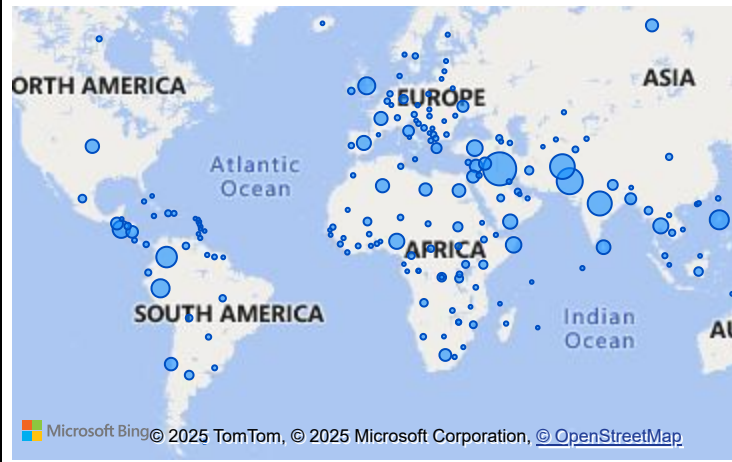 ORTH AMERICA
EUROPE
ASIA
Atlantic
Ocean
AFRICA
SOUTH AMERICA
Indian
Ocean
AU
Microsoft Bing
© 2025 TomTom, © 2025 Microsoft Corporation, © OpenStreetMap